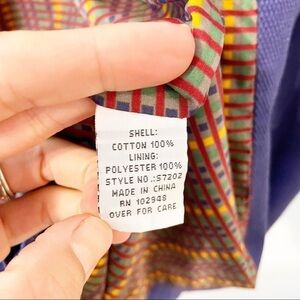 SHELL:
COTTON 100%
LINING:
POLYESTER 100%
STYLE NO.:S7202
MADE IN CHINA
RN 102948
OVER FOR CARE